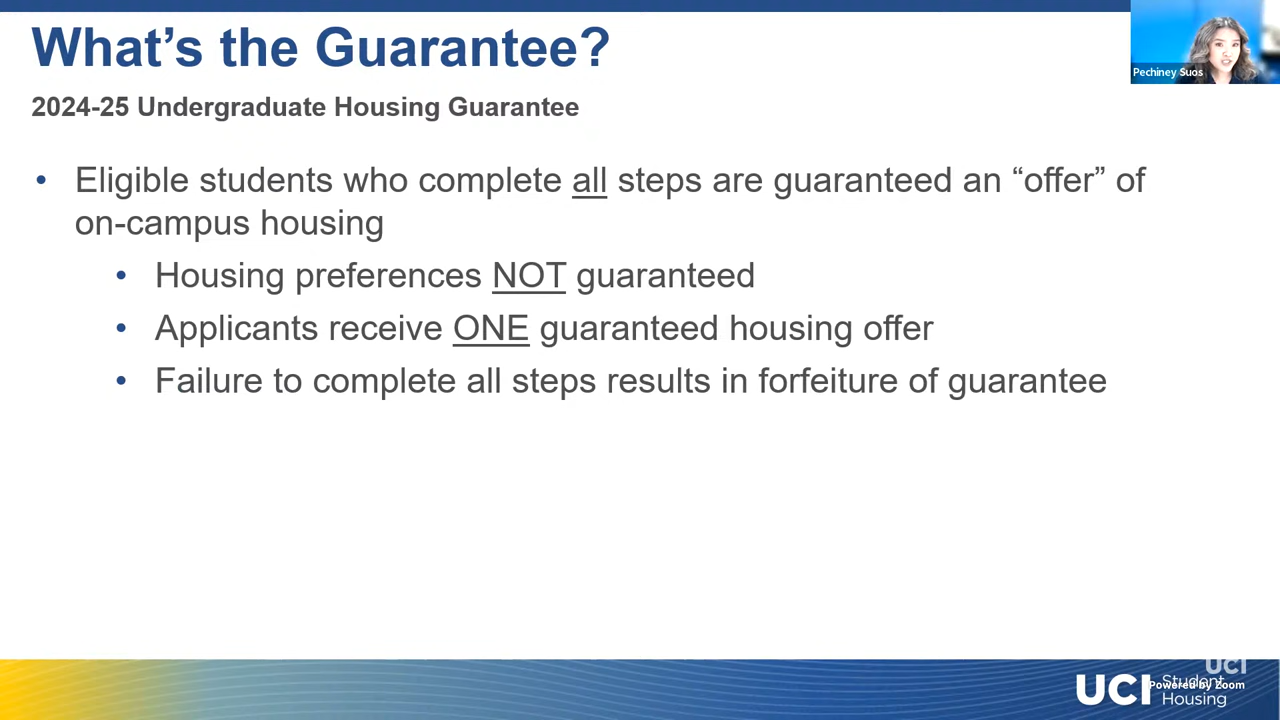 What's the Guarantee?
Pechiney Suos
2024-25 Undergraduate Housing Guarantee
• Eligible students who complete all steps are guaranteed an “offer” of
on-campus housing
• Housing preferences NOT guaranteed
• Applicants receive ONE guaranteed housing offer
• Failure to complete all steps results in forfeiture of guarantee
UCI
UCI Student
Housing
Powered by Zoom